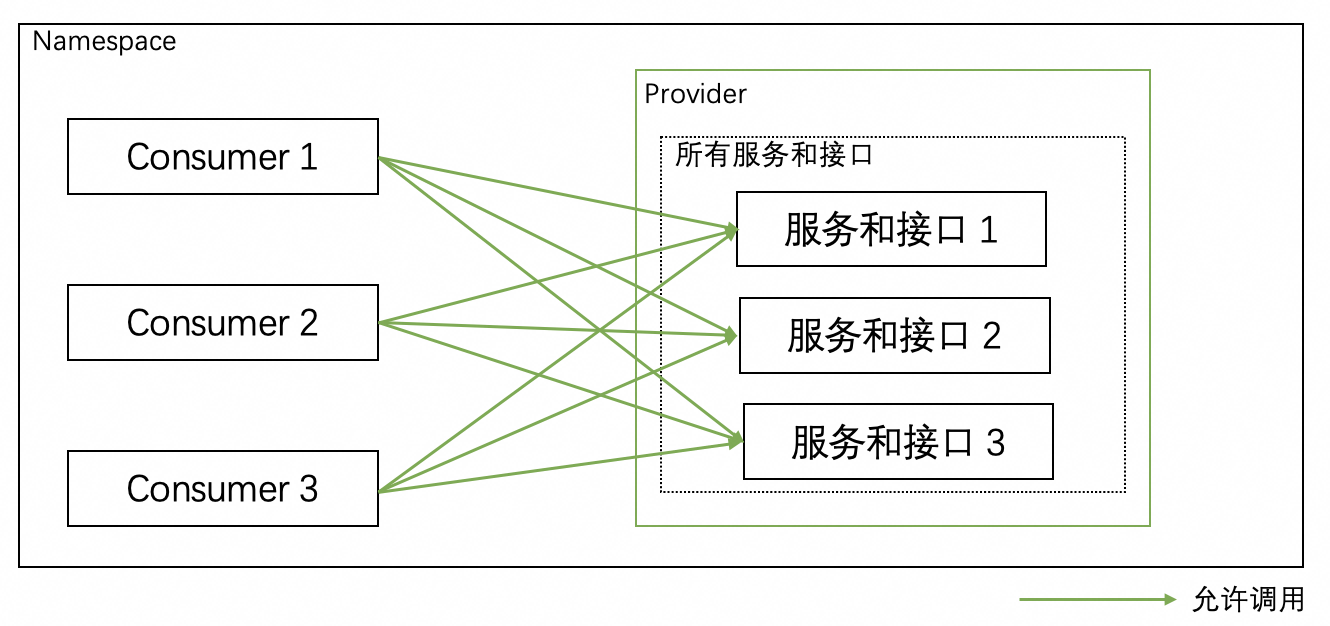 Namespace
Provider
Consumer 1
所有服务和接口
服务和接口 1
Consumer 2
服务和接口 2
服务和接口 3
Consumer 3
允许调用